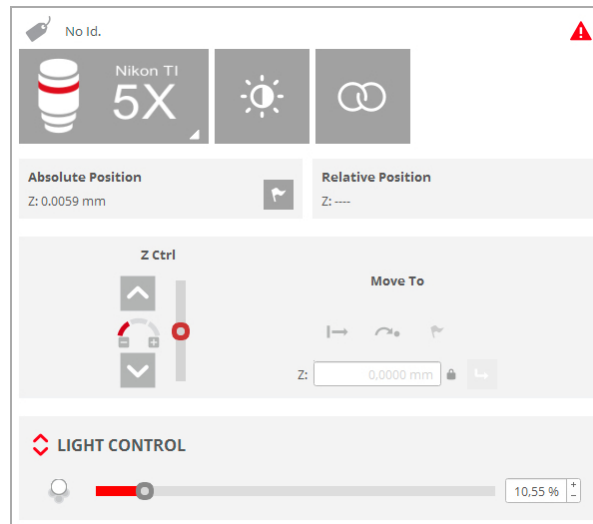 No Id.
Nikon TI
5X
Absolute Position
Z: 0.0059 mm
Relative Position
Z: ----
Z Ctrl
Move To
Z: 0,0000 mm
LIGHT CONTROL
10,55 %